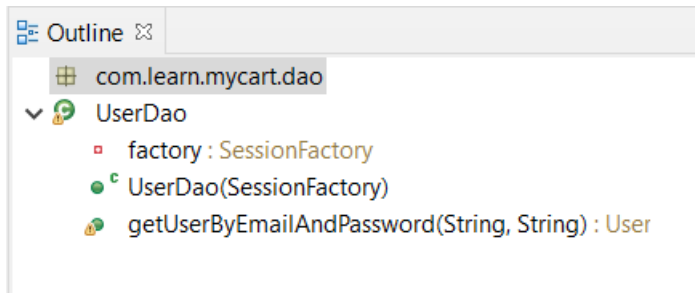 Outline
com.learn.mycart.dao
UserDao
factory : SessionFactory
UserDao(SessionFactory)
getUserByEmailAndPassword(String, String) : User